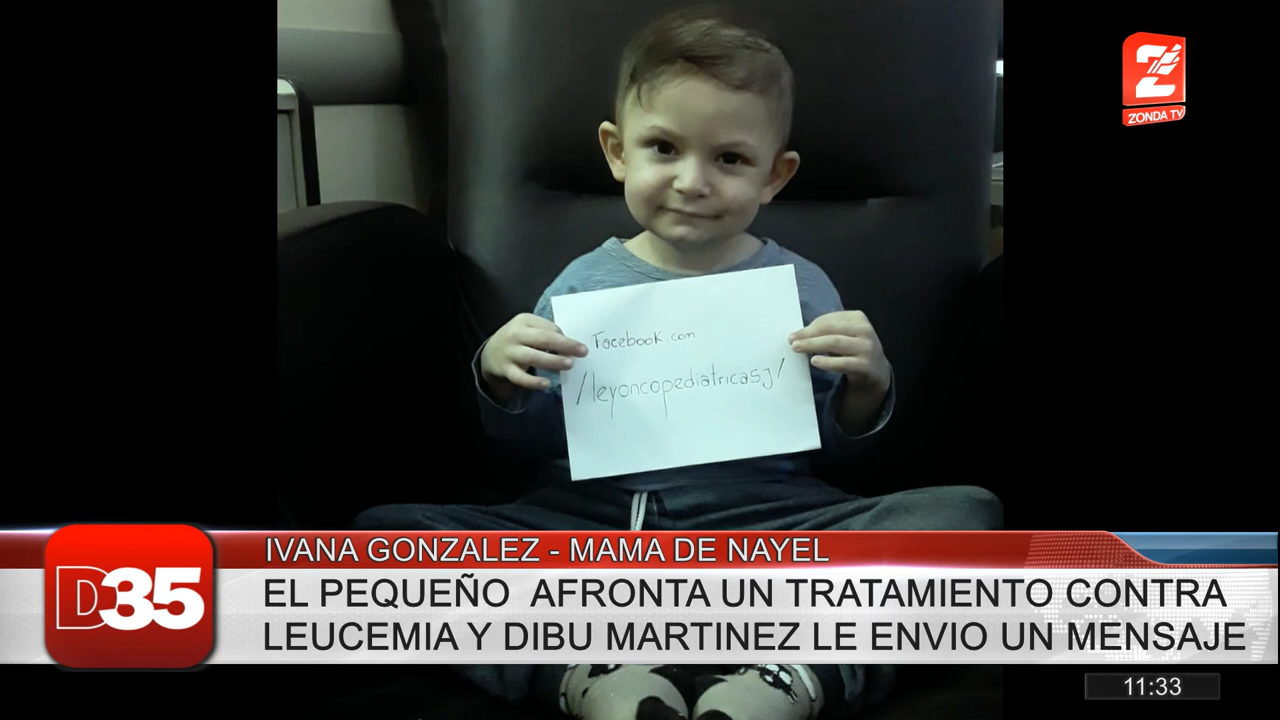 Z
ZONDA TV
Facebook.com
/leyoncopediatricasj/
IVANA GONZALEZ - MAMA DE NAYEL
D35
EL PEQUEÑO AFRONTA UN TRATAMIENTO CONTRA
LEUCEMIA Y DIBU MARTINEZ LE ENVIO UN MENSAJE
11:33